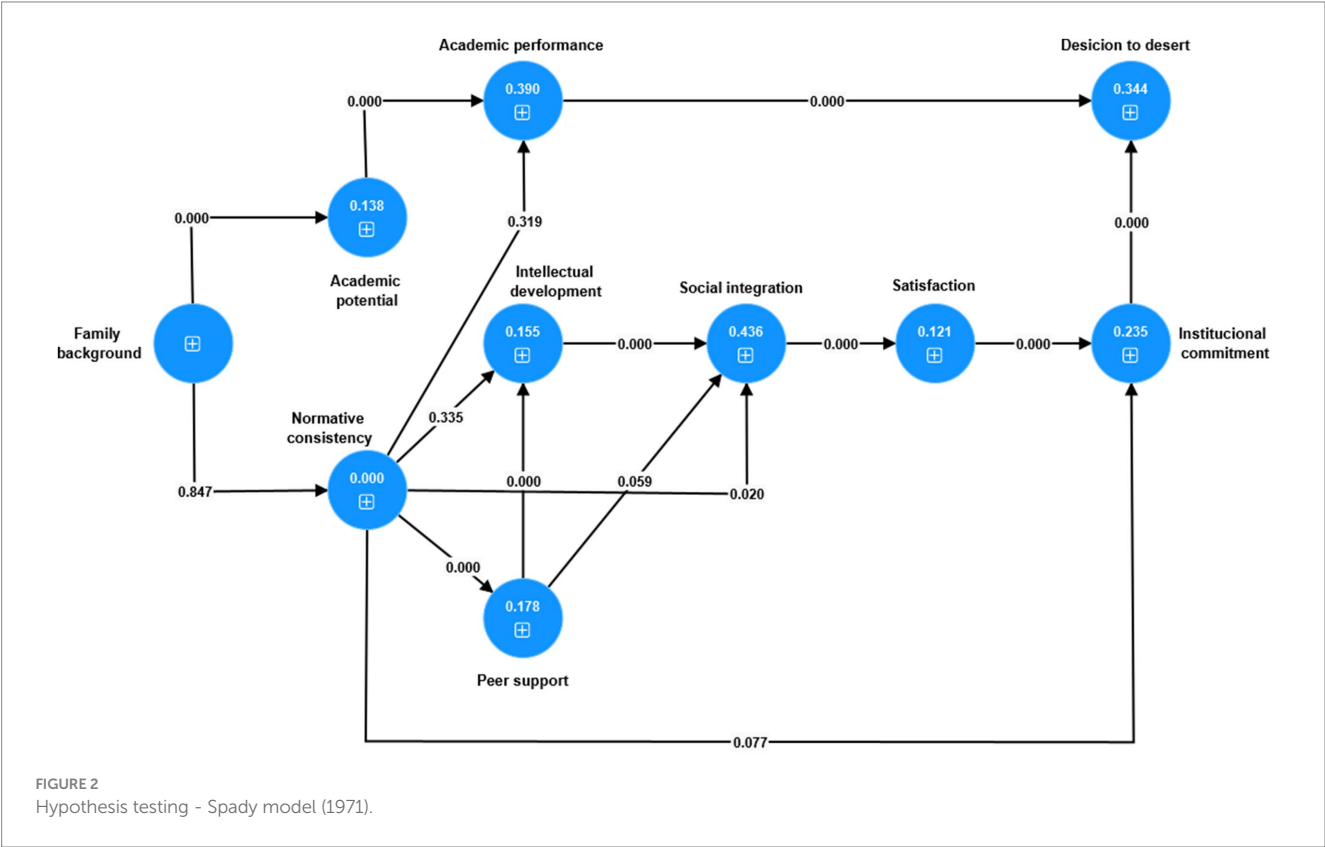 Academic performance
Desicion to desert
0.390
0.344
0.000
0.000
0.138
0.000
0.319
0.000
Academic
potential
Intellectual
development
Social integration
Satisfaction
Family
background
0.155
0.436
0.121
0.235
Institucional
commitment
0.000
0.000
0.000
Normative
consistency
0.335
0.000
0.847
0.000
0.059
0.020
0.000
0.178
Peer support
0.077
FIGURE 2
Hypothesis testing - Spady model (1971).